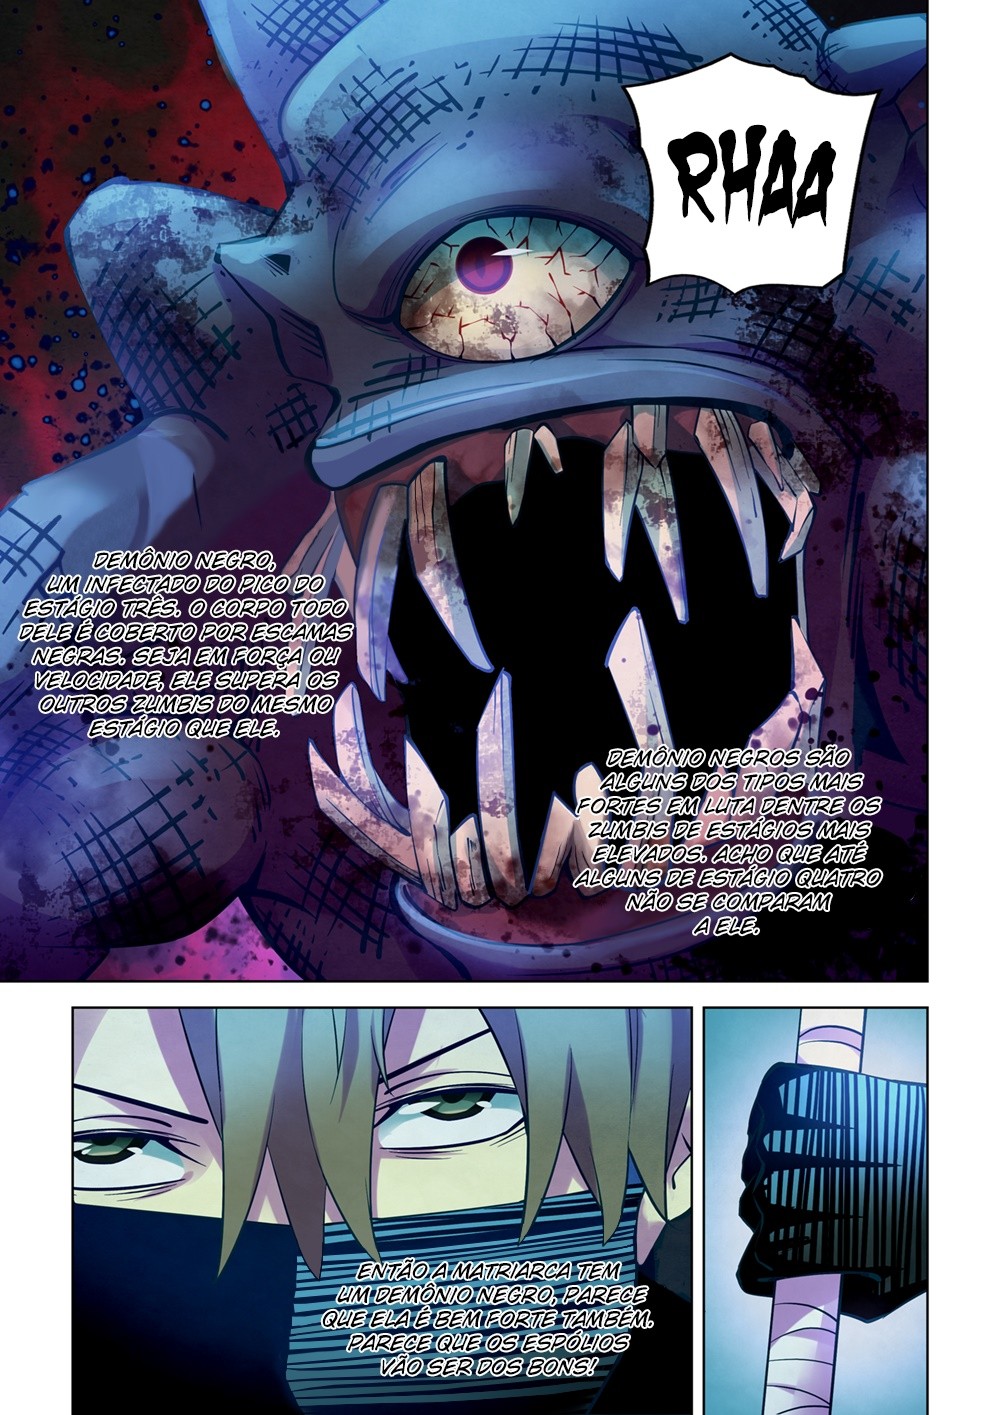 RHAA
DEMÔNIO NEGRO,
UM INFECTADO DO PICO DO
ESTÁGIO TRÊS. O CORPO TODO
DELE É COBERTO POR ESCAMAS
NEGRAS. SEJA EM FORÇA OU
VELOCIDADE, ELE SUPERA OS
OUTROS ZUMBIS DO MESMO
ESTÁGIO QUE ELE.
DEMÔNIO NEGROS SÃO
ALGUNS DOS TIPOS MAIS
FORTES EM LUTA DENTRE OS
ZUMBIS DE ESTÁGIOS MAIS
ELEVADOS. ACHO QUE ATÉ
ALGUNS DE ESTÁGIO QUATRO
NÃO SE COMPARAM
A ELE.
ENTÃO A MATRIARCA TEM
UM DEMÔNIO NEGRO, PARECE
QUE ELA É BEM FORTE TAMBÉM.
PARECE QUE OS ESPÓLIOS
VÃO SER DOS BONS!